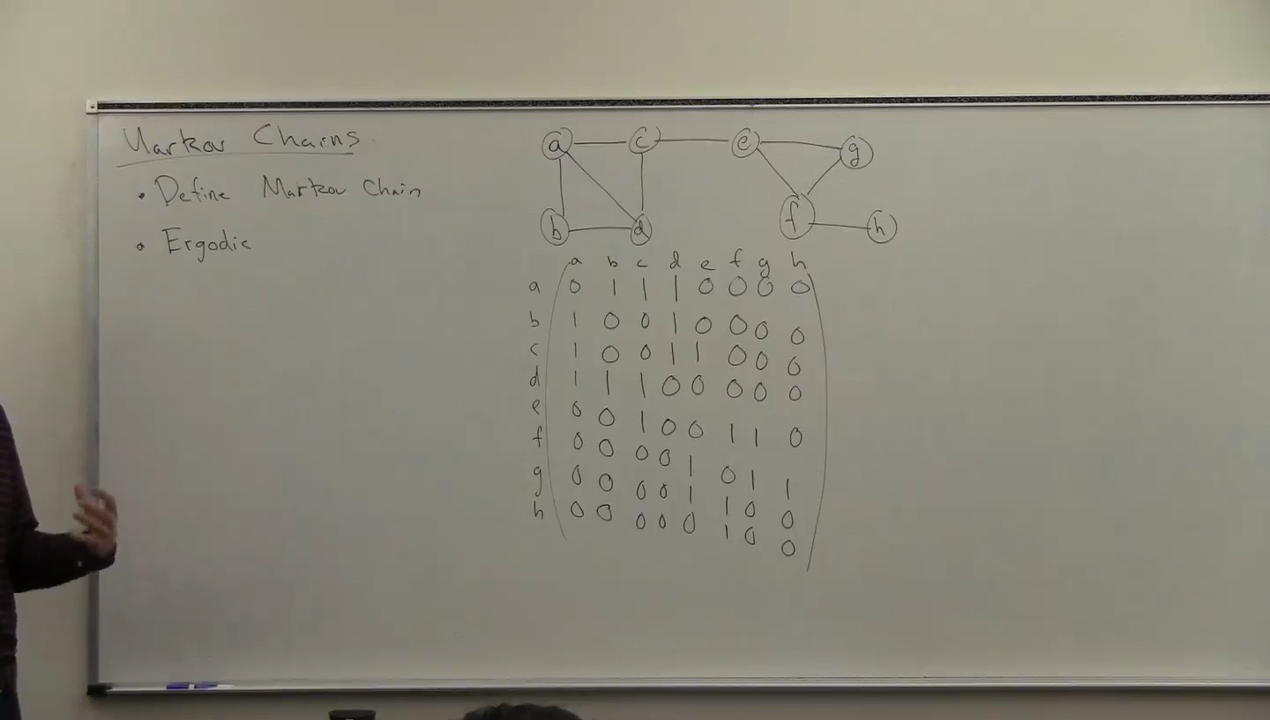 Markov Chains
• Define Markov Chain
• Ergodic
a c e g
b d f h
a b c d e f g h
a 0 1 1 1 0 0 0 0
b 1 0 0 1 0 0 0 0
c 1 0 0 1 1 0 0 0
d 1 1 1 0 0 0 0 0
e 0 0 1 0 0 1 1 0
f 0 0 0 0 1 0 1 1
g 0 0 0 0 1 1 0 0
h 0 0 0 0 0 1 0 0